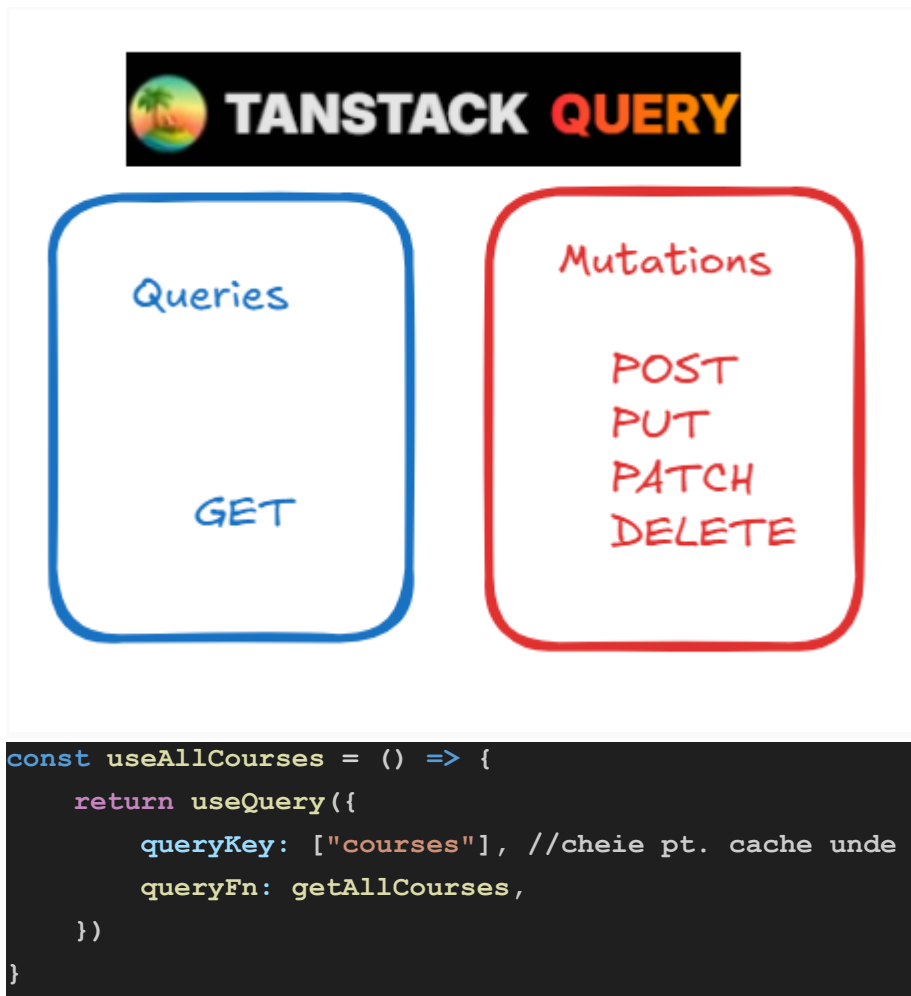 TANSTACK QUERY
Queries
GET
Mutations
POST
PUT
PATCH
DELETE
const useAllCourses = () => {
    return useQuery({
        queryKey: ["courses"], //cheie pt. cache unde
        queryFn: getAllCourses,
    })
}